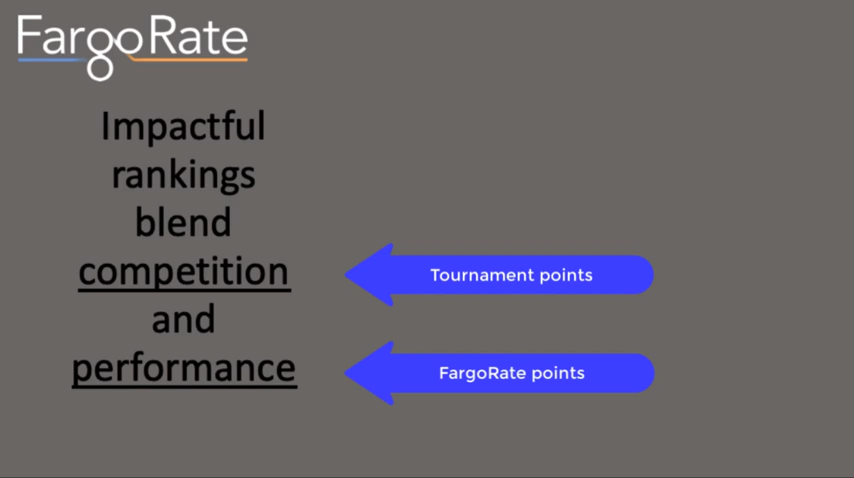 FargoRate
Impactful
rankings
blend
competition
and
performance
Tournament points
FargoRate points